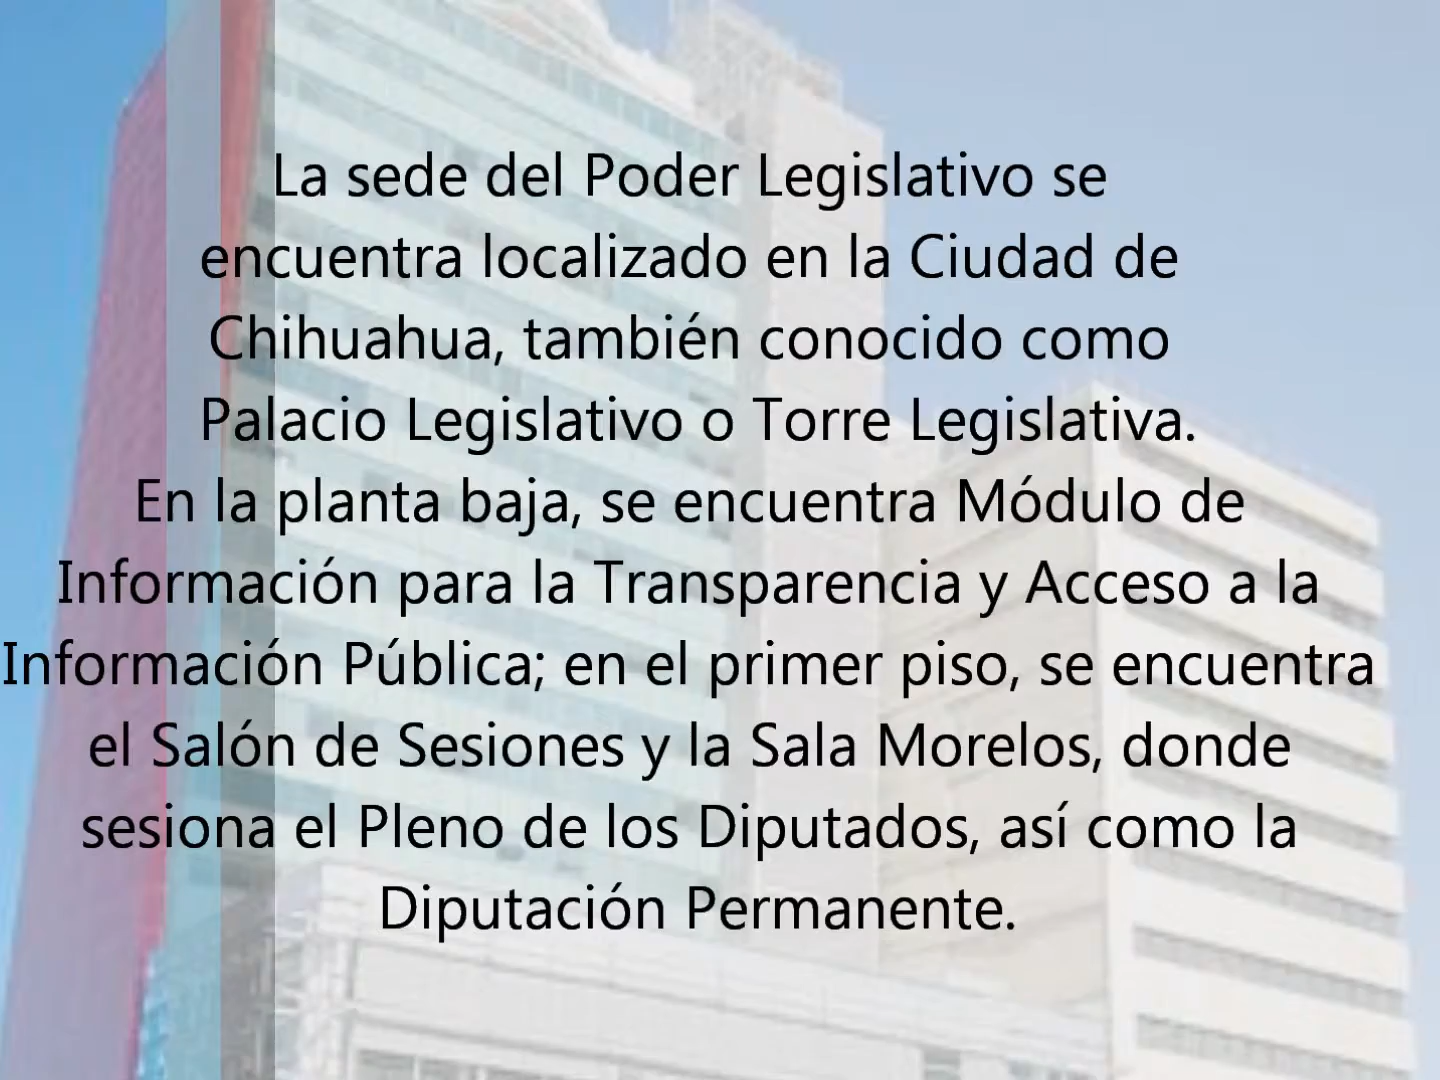 La sede del Poder Legislativo se
encuentra localizado en la Ciudad de
Chihuahua, también conocido como
Palacio Legislativo o Torre Legislativa.
En la planta baja, se encuentra Módulo de
Información para la Transparencia y Acceso a la
Información Pública; en el primer piso, se encuentra
el Salón de Sesiones y la Sala Morelos, donde
sesiona el Pleno de los Diputados, así como la
Diputación Permanente.